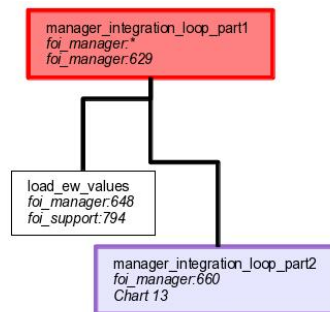 manager_integration_loop_part1
foi_manager:*
foi_manager:629
load_ew_values
foi_manager:648
foi_support:794
manager_integration_loop_part2
foi_manager:660
Chart 13